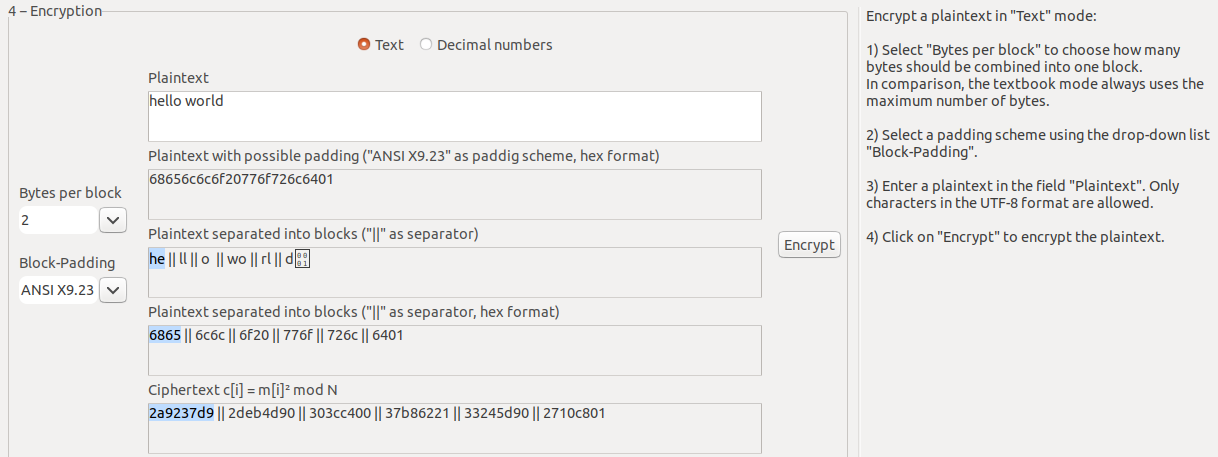 4 – Encryption
Text
Decimal numbers
Plaintext
hello world
Plaintext with possible padding ("ANSI X9.23" as paddig scheme, hex format)
68656c6c6f20776f726c6401
Bytes per block
2
Plaintext separated into blocks ("||" as separator)
he || ll || o  || wo || rl || d
00
01
Block-Padding
ANSI X9.23
Plaintext separated into blocks ("||" as separator, hex format)
6865 || 6c6c || 6f20 || 776f || 726c || 6401
Ciphertext c[i] = m[i]² mod N
2a9237d9 || 2deb4d90 || 303cc400 || 37b86221 || 33245d90 || 2710c801
Encrypt
Encrypt a plaintext in "Text" mode:
1) Select "Bytes per block" to choose how many
bytes should be combined into one block.
In comparison, the textbook mode always uses the
maximum number of bytes.
2) Select a padding scheme using the drop-down list
"Block-Padding".
3) Enter a plaintext in the field "Plaintext". Only
characters in the UTF-8 format are allowed.
4) Click on "Encrypt" to encrypt the plaintext.